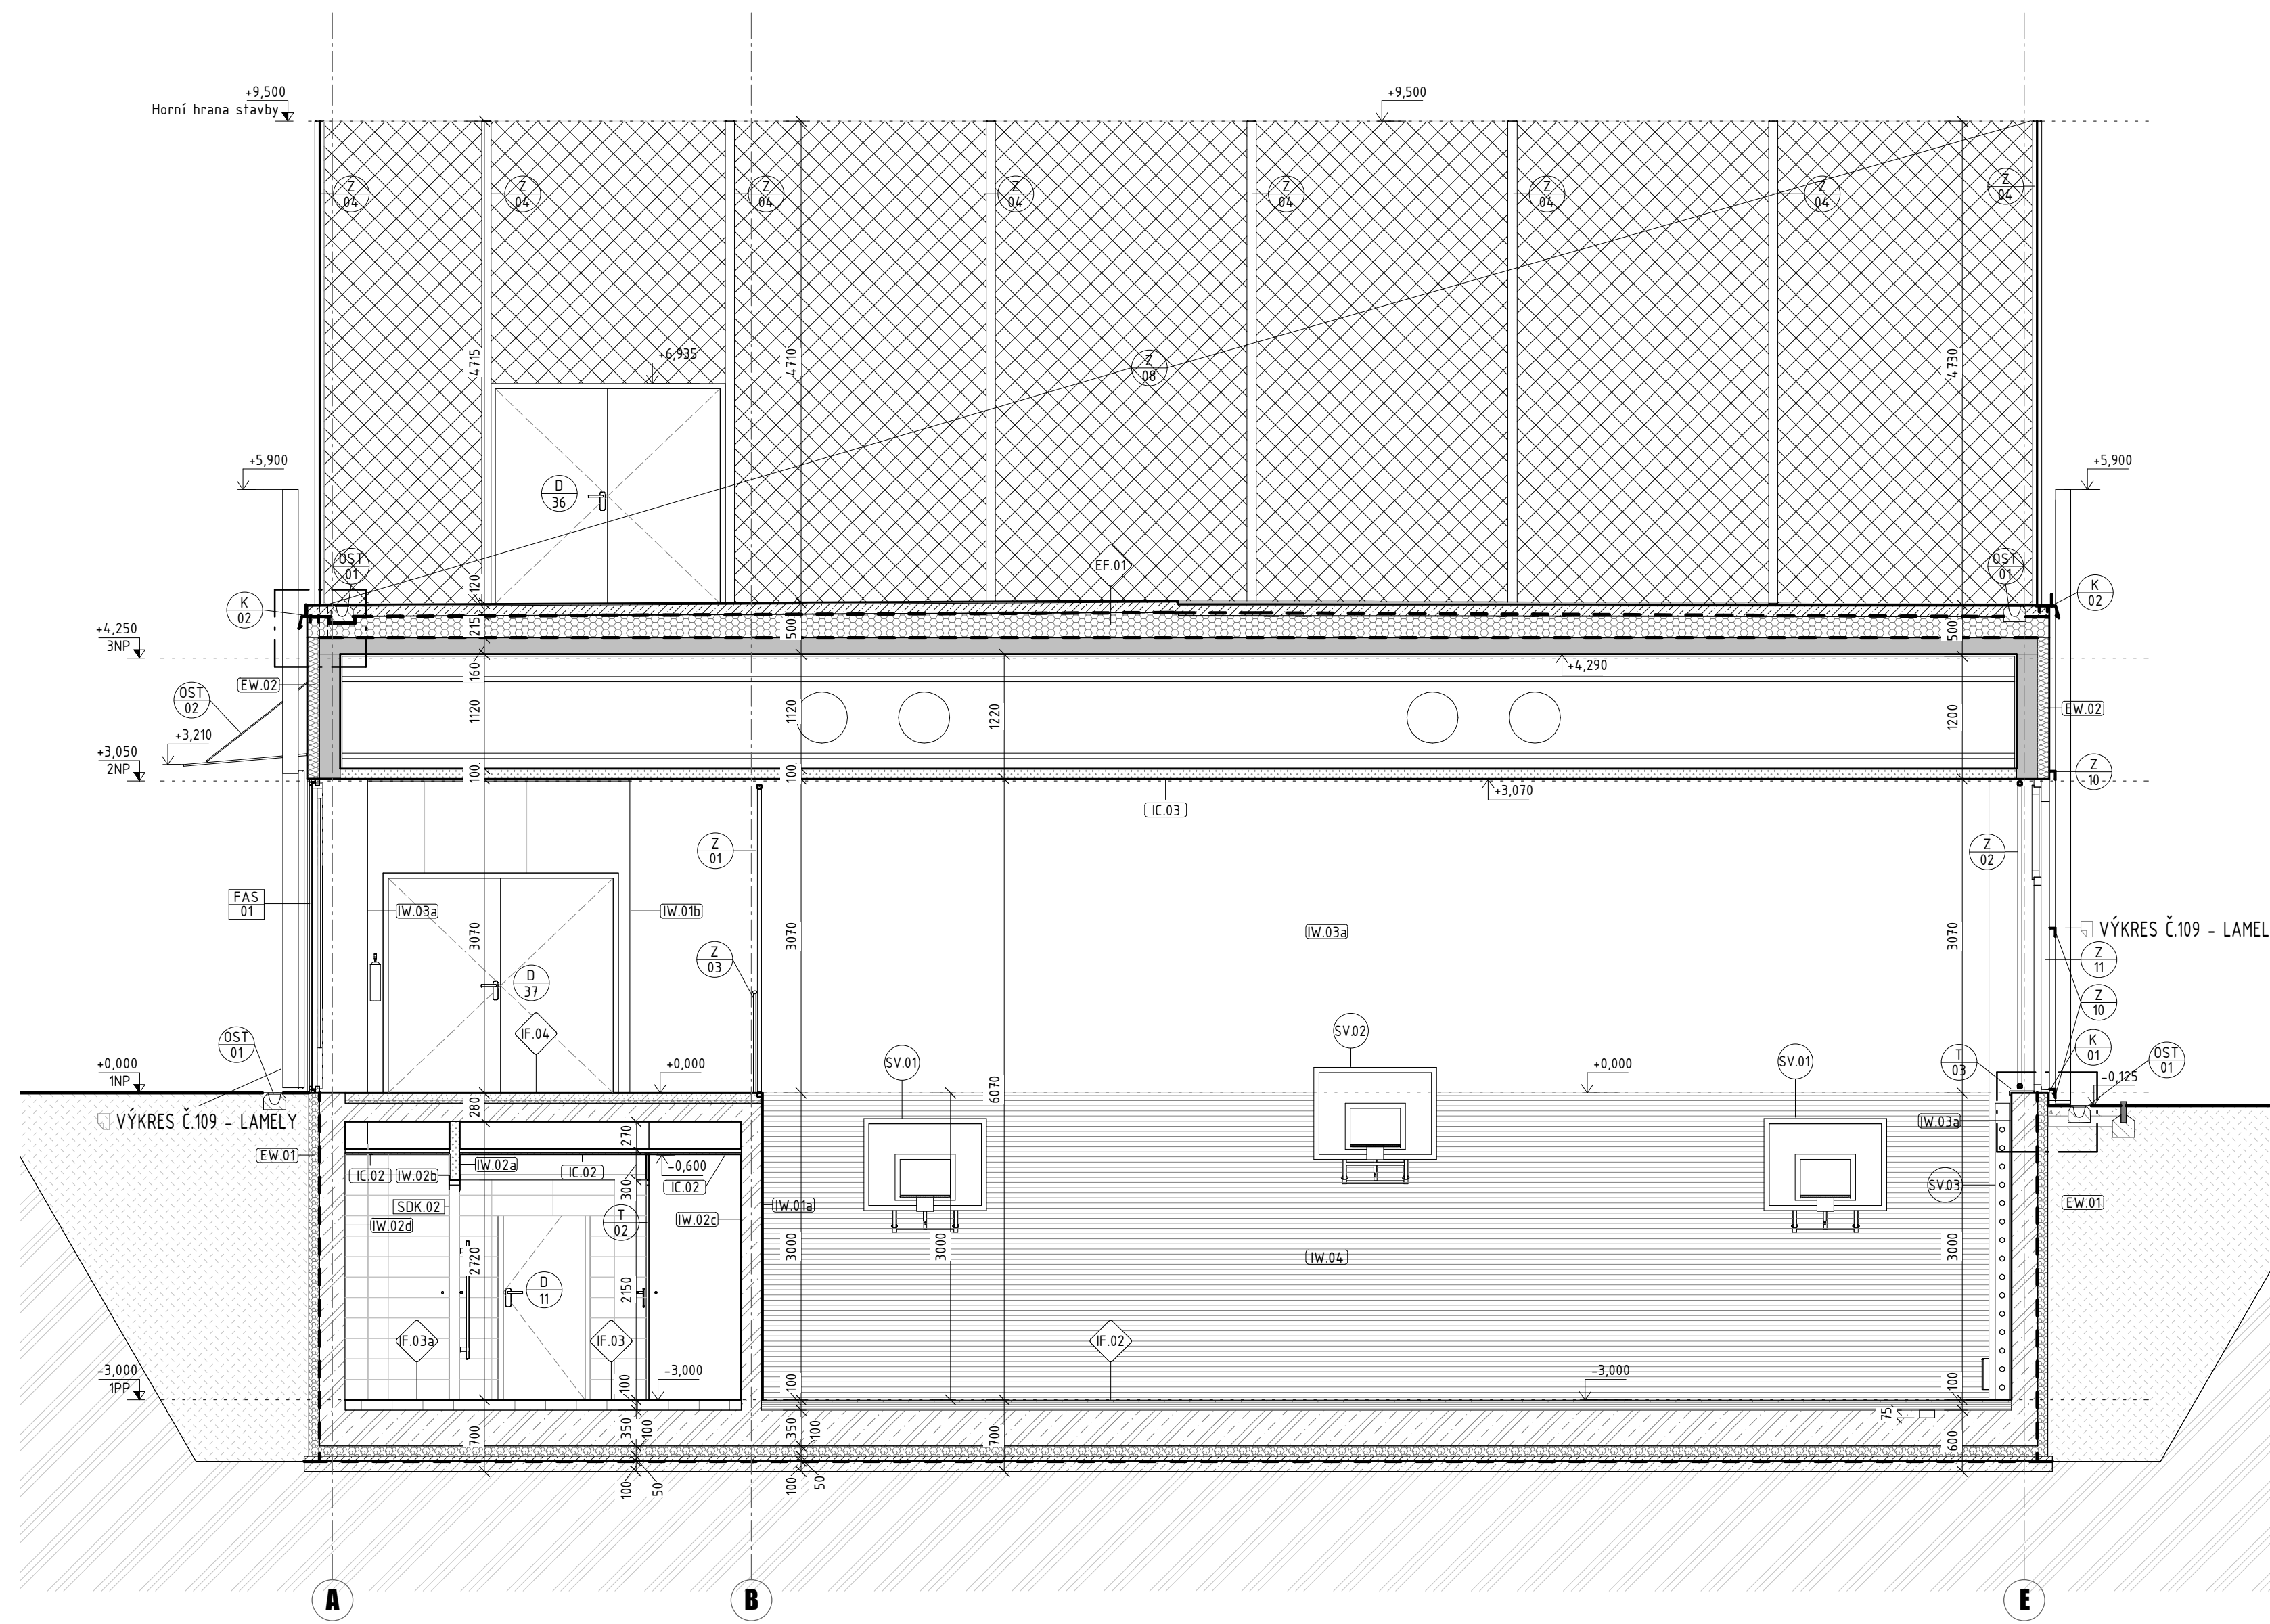 +9,500
Horní hrana stavby
+9,500
Z
04
Z
04
Z
04
Z
04
Z
04
Z
04
Z
04
Z
04
4715
+6,935
4710
Z
08
4730
D
36
+5,900
+5,900
OST
01
EF.01
OST
01
120
K
02
K
02
215
500
500
+4,250
3NP
160
+4,290
EW.02
OST
02
1120
1120
1220
1200
EW.02
+3,210
+3,050
2NP
100
100
Z
10
+3,070
IC.03
Z
01
Z
02
FAS
01
IW.03a
IW.01b
3070
3070
IW.03a
3070
VÝKRES Č.109 - LAMEL
Z
03
Z
11
D
37
Z
10
OST
01
IF.04
SV.02
K
01
+0,000
1NP
+0,000
SV.01
+0,000
SV.01
T
03
OST
01
-0,125
6070
280
VÝKRES Č.109 - LAMELY
270
IW.03a
EW.01
IC.02
IW.02b
IW.02a
IC.02
-0,600
IC.02
300
SV.03
SDK.02
IW.02d
T
02
IW.02c
IW.01a
EW.01
2720
3000
3000
IW.04
3000
D
11
2150
IF.03a
IF.03
IF.02
-3,000
1PP
-3,000
-3,000
100
100
100
75
700
350
100
350
100
700
600
100
50
100
50
A
B
E